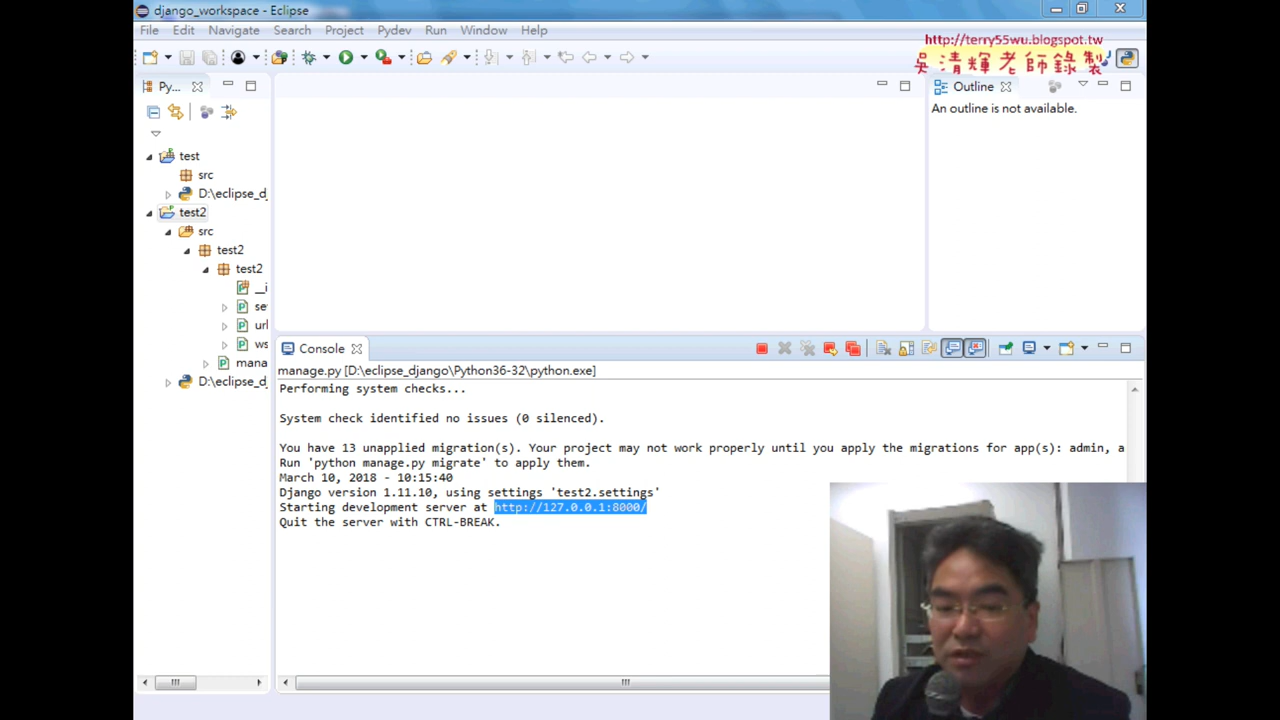 django_workspace - Eclipse
File Edit Navigate Search Project Pydev Run Window Help
http://terry55wu.blogspot.tw
吳清輝老師錄製
Py...
Outline
An outline is not available.
test
src
D:\eclipse_d
test2
src
test2
test2
__i
se
url
ws
mana
D:\eclipse_d
Console
manage.py [D:\eclipse_django\Python36-32\python.exe]
Performing system checks...
System check identified no issues (0 silenced).
You have 13 unapplied migration(s). Your project may not work properly until you apply the migrations for app(s): admin, a
Run 'python manage.py migrate' to apply them.
March 10, 2018 - 10:15:40
Django version 1.11.10, using settings 'test2.settings'
Starting development server at http://127.0.0.1:8000/
Quit the server with CTRL-BREAK.